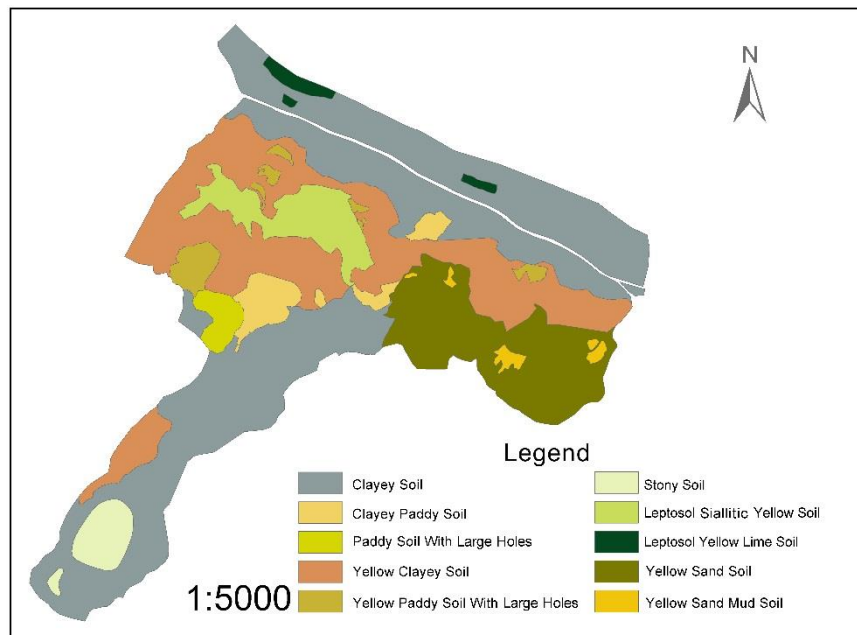 N
Legend
Clayey Soil
Clayey Paddy Soil
Paddy Soil With Large Holes
Yellow Clayey Soil
Yellow Paddy Soil With Large Holes
Stony Soil
Leptosol Siallitic Yellow Soil
Leptosol Yellow Lime Soil
Yellow Sand Soil
Yellow Sand Mud Soil
1:5000